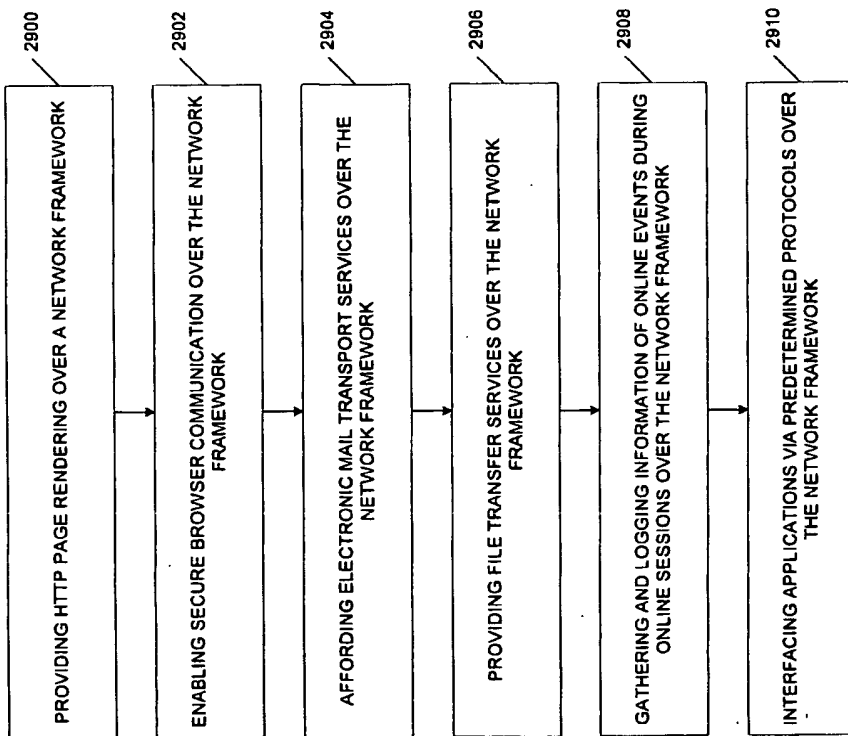 2900
PROVIDING HTTP PAGE RENDERING OVER A NETWORK FRAMEWORK
2902
ENABLING SECURE BROWSER COMMUNICATION OVER THE NETWORK
FRAMEWORK
2904
AFFORDING ELECTRONIC MAIL TRANSPORT SERVICES OVER THE
NETWORK FRAMEWORK
2906
PROVIDING FILE TRANSFER SERVICES OVER THE NETWORK
FRAMEWORK
2908
GATHERING AND LOGGING INFORMATION OF ONLINE EVENTS DURING
ONLINE SESSIONS OVER THE NETWORK FRAMEWORK
2910
INTERFACING APPLICATIONS VIA PREDETERMINED PROTOCOLS OVER
THE NETWORK FRAMEWORK